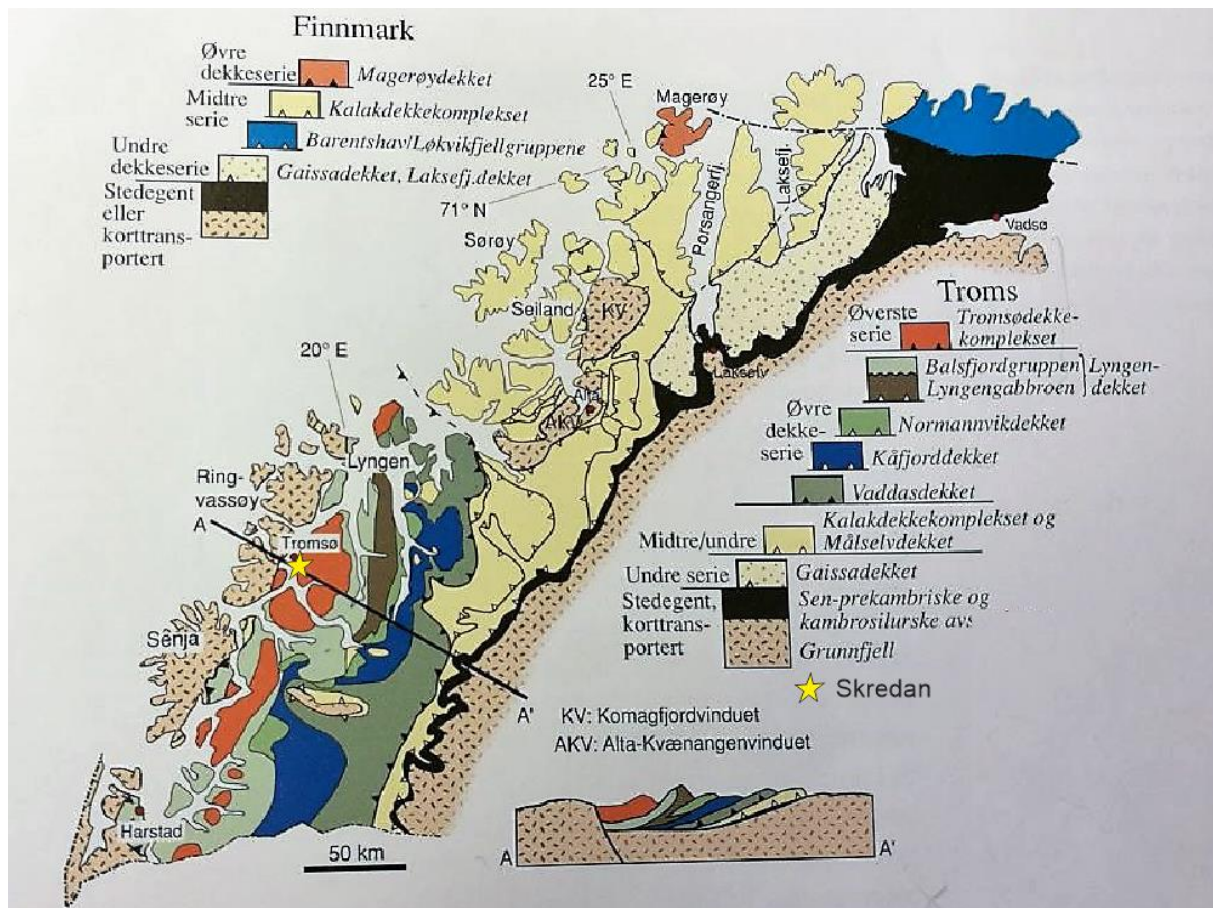 Finnmark
Øvre
dekkeserie
Magerøydekket
Midtre
serie
Kalakdekkekomplekset
Barentshav/Løkvikfjellgruppene
Undre
dekkeserie
Gaissadekket, Laksefj.dekket
Stedegent
eller
korttrans-
portert
25° E
Magerøy
71° N
Porsangerfj.
Laksefj.
Vadsø
Sørøy
Seiland
KV
Lakselv
Alta
AKV
20° E
Lyngen
Ring-
vassøy
A
Tromsø
Senja
Harstad
A'
50 km
Troms
Øverste
serie
Tromsødekke-
komplekset
Balsfjordgruppen
Lyngengabbroen
Lyngen-
dekket
Øvre
dekke-
serie
Normannvikdekket
Kåfjorddekket
Vaddasdekket
Midtre/undre
Kalakdekkekomplekset og
Målselvdekket
Undre serie
Gaissadekket
Stedegent,
korttrans-
portert
Sen-prekambriske og
kambrosilurske avs
Grunnfjell
Skredan
KV: Komagfjordvinduet
AKV: Alta-Kvænangenvinduet
A
A'